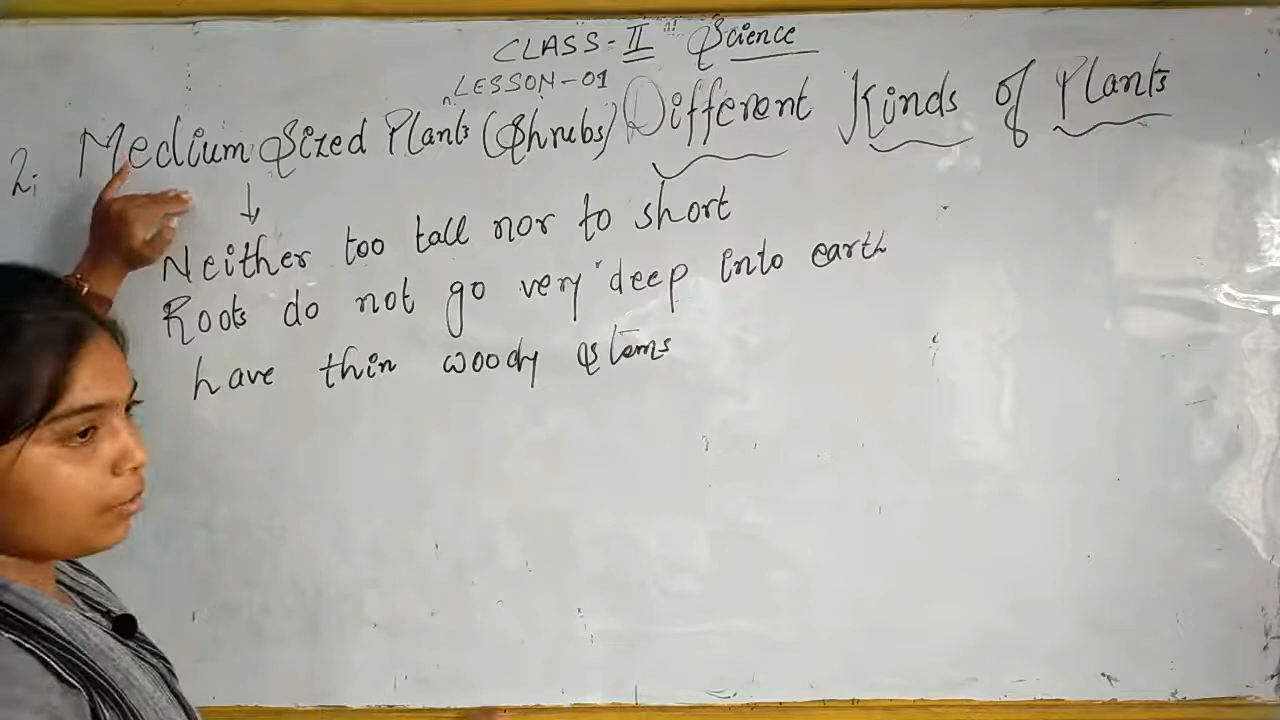 CLASS-II Science
LESSON-01
Different Kinds of Plants
2. Medium Sized Plants (Shrubs)
Neither too tall nor to short
Roots do not go very deep into earth
have thin woody stems